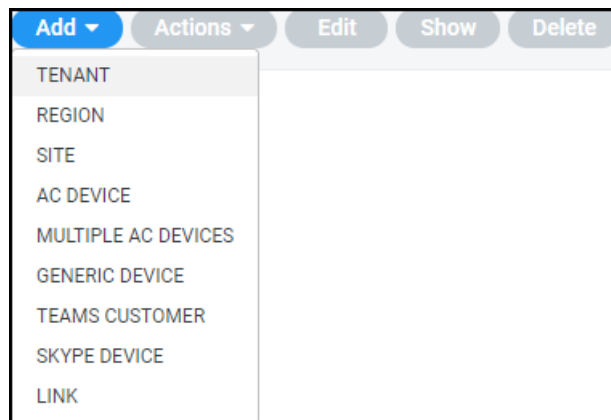 Add Actions Edit Show Delete
TENANT
REGION
SITE
AC DEVICE
MULTIPLE AC DEVICES
GENERIC DEVICE
TEAMS CUSTOMER
SKYPE DEVICE
LINK